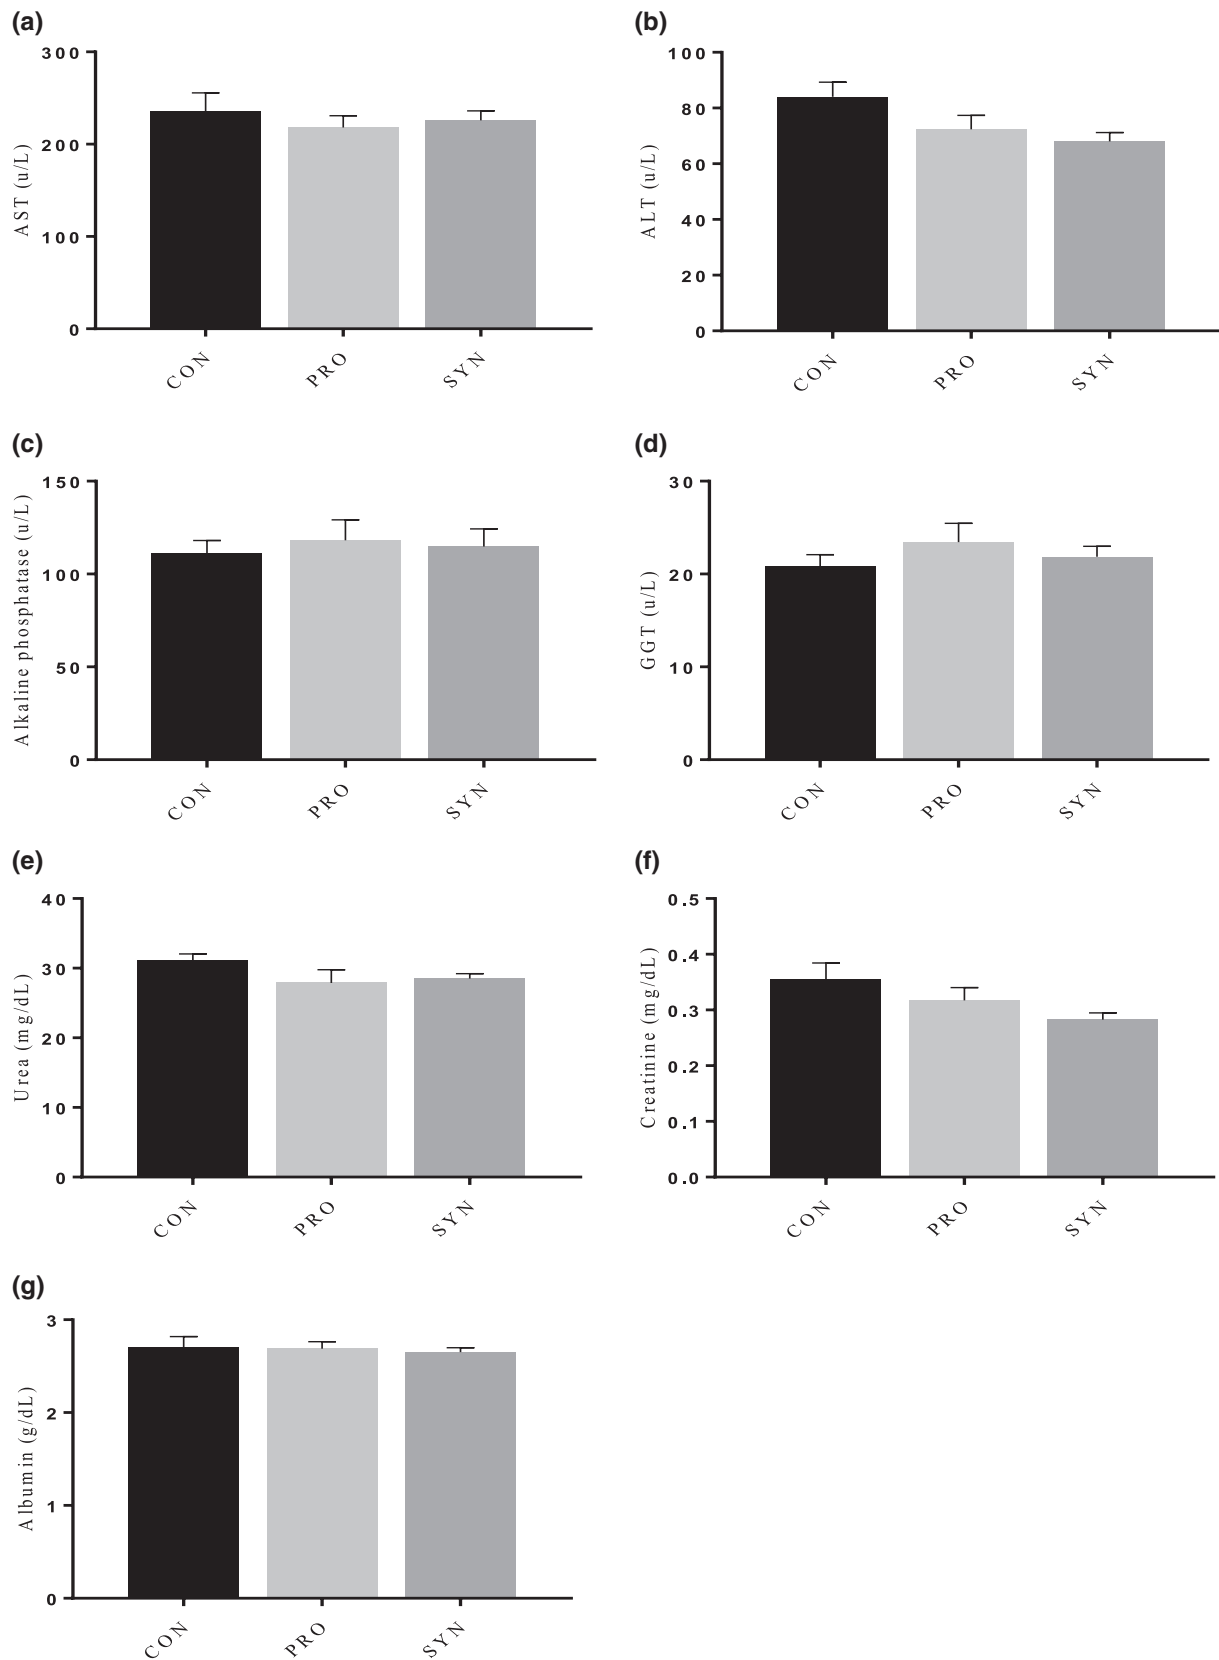 (a)
300
200
100
0
AST (u/L)
CON
PRO
SYN
(b)
100
80
60
40
20
0
ALT (u/L)
CON
PRO
SYN
(c)
150
100
50
0
Alkaline phosphatase (u/L)
CON
PRO
SYN
(d)
30
20
10
0
GGT (u/L)
CON
PRO
SYN
(e)
40
30
20
10
0
Urea (mg/dL)
CON
PRO
SYN
(f)
0.5
0.4
0.3
0.2
0.1
0.0
Creatinine (mg/dL)
CON
PRO
SYN
(g)
3
2
1
0
Albumin (g/dL)
CON
PRO
SYN